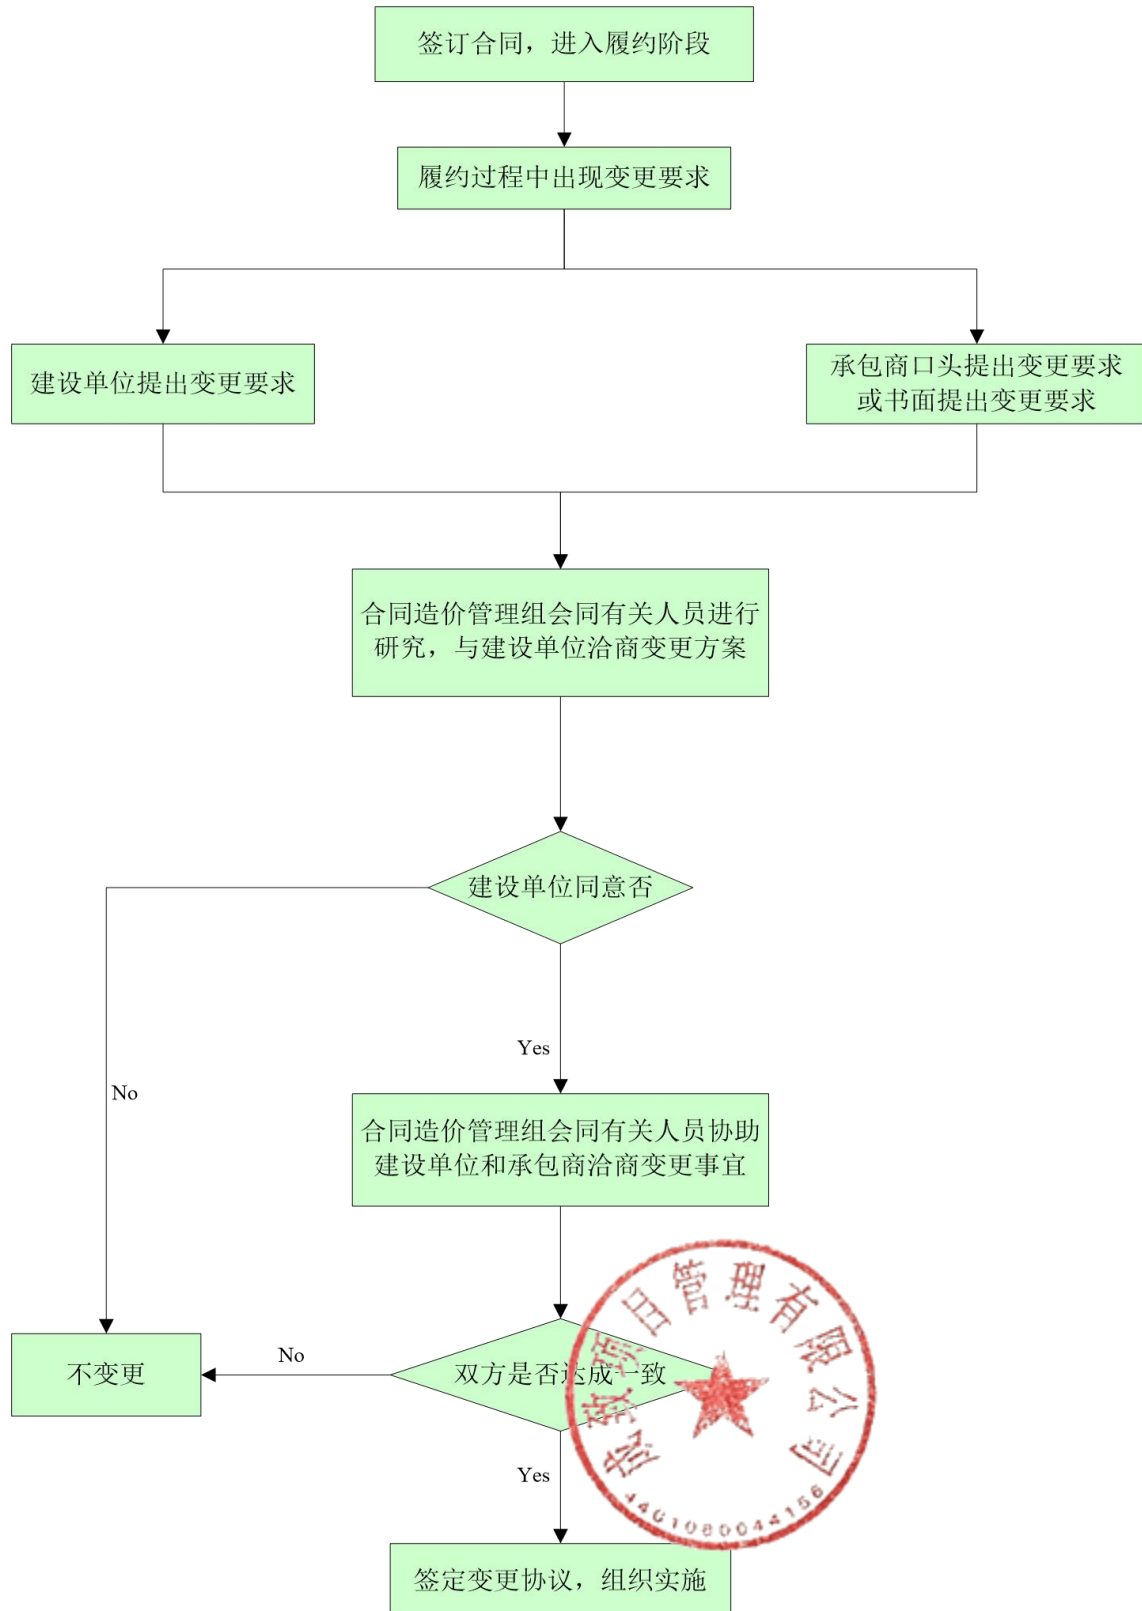 签订合同，进入履约阶段
履约过程中出现变更要求
建设单位提出变更要求
承包商口头提出变更要求
或书面提出变更要求
合同造价管理组会同有关人员进行
研究，与建设单位洽商变更方案
建设单位同意否
Yes
No
合同造价管理组会同有关人员协助
建设单位和承包商洽商变更事宜
双方是否达成一致
No
不变更
Yes
签定变更协议，组织实施
成致项目管理有限公司